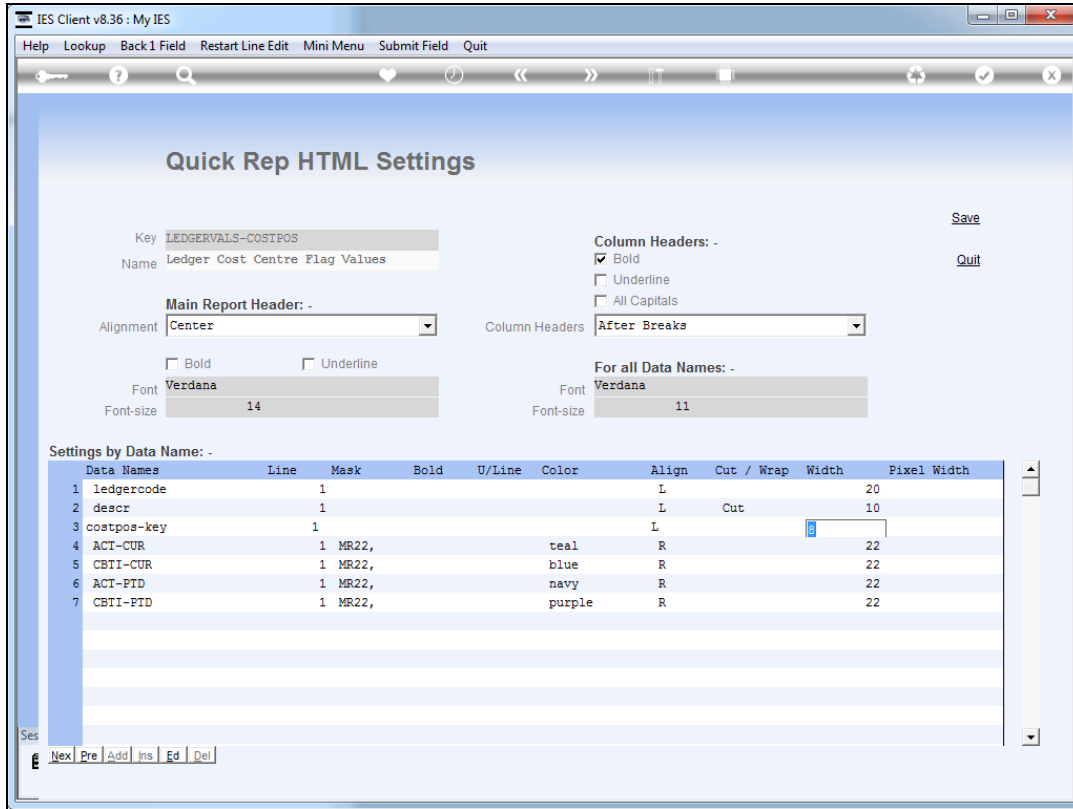 IES Client v8.36 : My IES
Help Lookup Back 1 Field Restart Line Edit Mini Menu Submit Field Quit
Quick Rep HTML Settings
Save
Key LEDGERVALS-COSTPOS
Column Headers: -
Name Ledger Cost Centre Flag Values
Bold
Quit
Underline
Main Report Header: -
All Capitals
Alignment Center
Column Headers After Breaks
Bold Underline
For all Data Names: -
Font Verdana
Font Verdana
Font-size 14
Font-size 11
Settings by Data Name: -
Data Names Line Mask Bold U/Line Color Align Cut / Wrap Width Pixel Width
1 ledgercode 1 L 20
2 descr 1 L Cut 10
3 costpos-key 1 L 8
4 ACT-CUR 1 MR22, teal R 22
5 CBTI-CUR 1 MR22, blue R 22
6 ACT-PTD 1 MR22, navy R 22
7 CBTI-PTD 1 MR22, purple R 22
Ses
Nex Pre Add Ins Ed Del